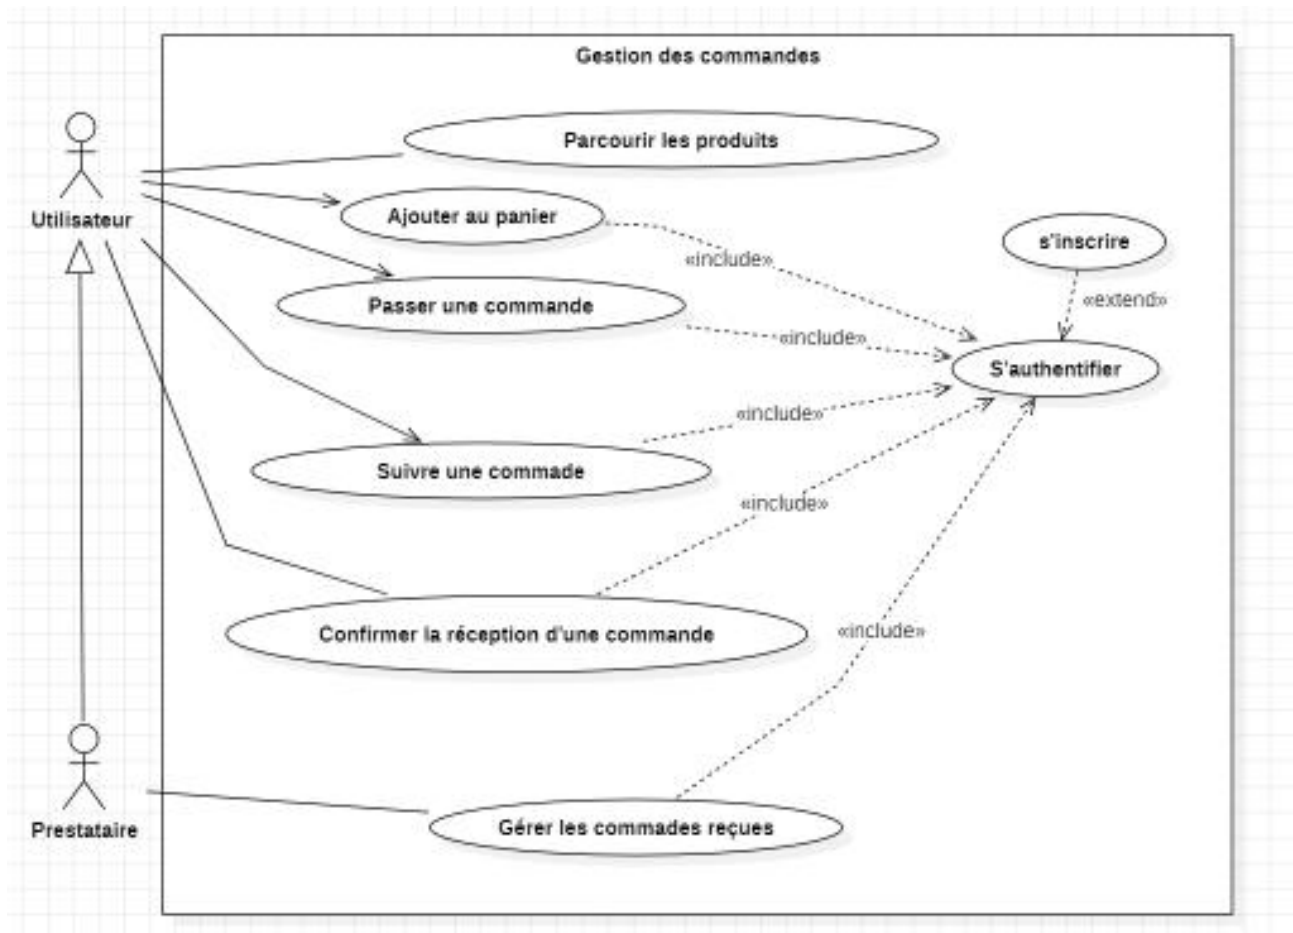 Gestion des commandes
Parcourir les produits
Utilisateur
Ajouter au panier
s'inscrire
«include»
«extend»
Passer une commande
«include»
S'authentifier
«include»
Suivre une commade
«include»
Confirmer la réception d'une commande
«include»
Prestataire
Gérer les commades reçues